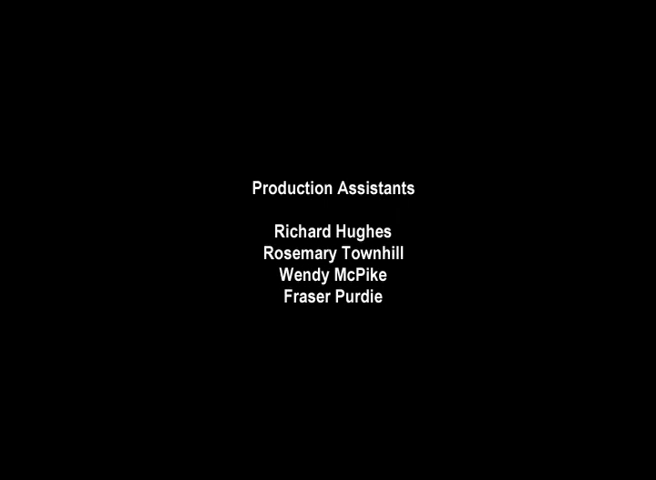 Production Assistants
Richard Hughes
Rosemary Townhill
Wendy McPike
Fraser Purdie